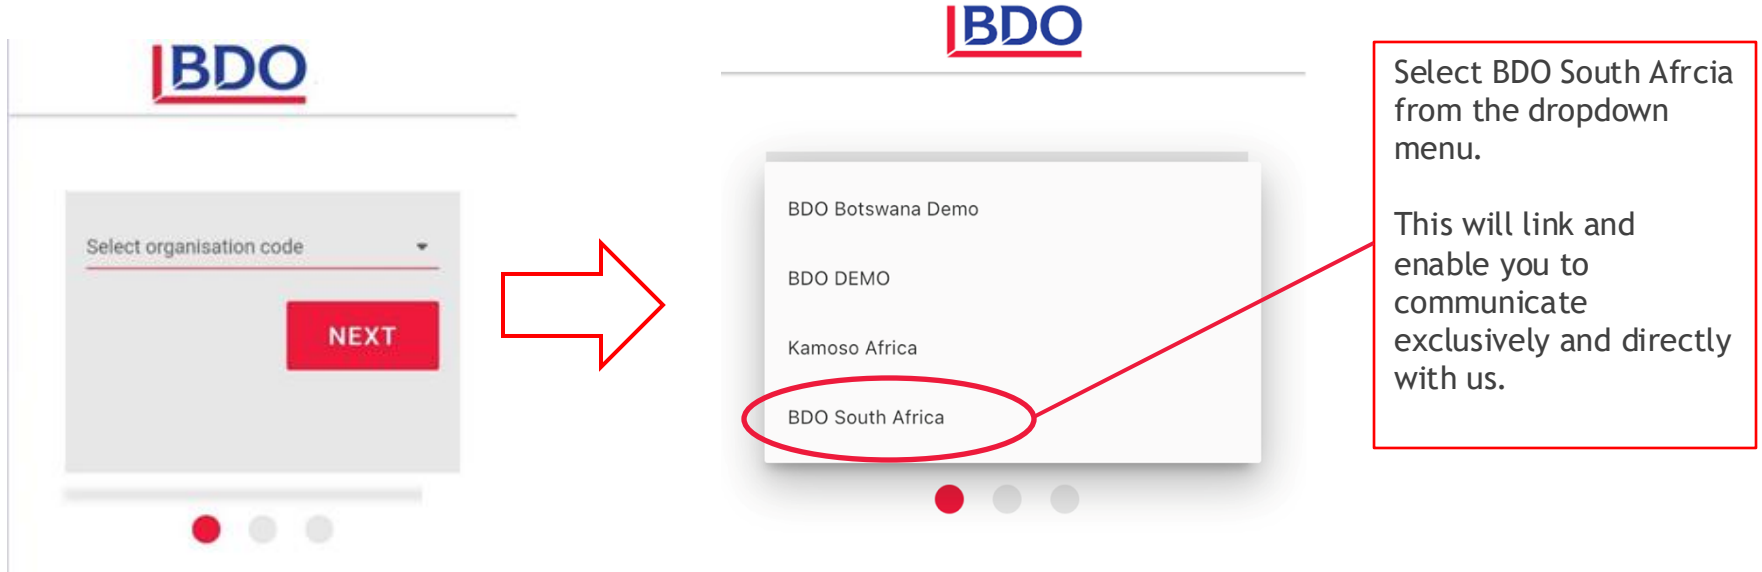 BDO
Select organisation code
NEXT
BDO
BDO Botswana Demo
BDO DEMO
Kamoso Africa
BDO South Africa
Select BDO South Afrcia
from the dropdown
menu.
This will link and
enable you to
communicate
exclusively and directly
with us.